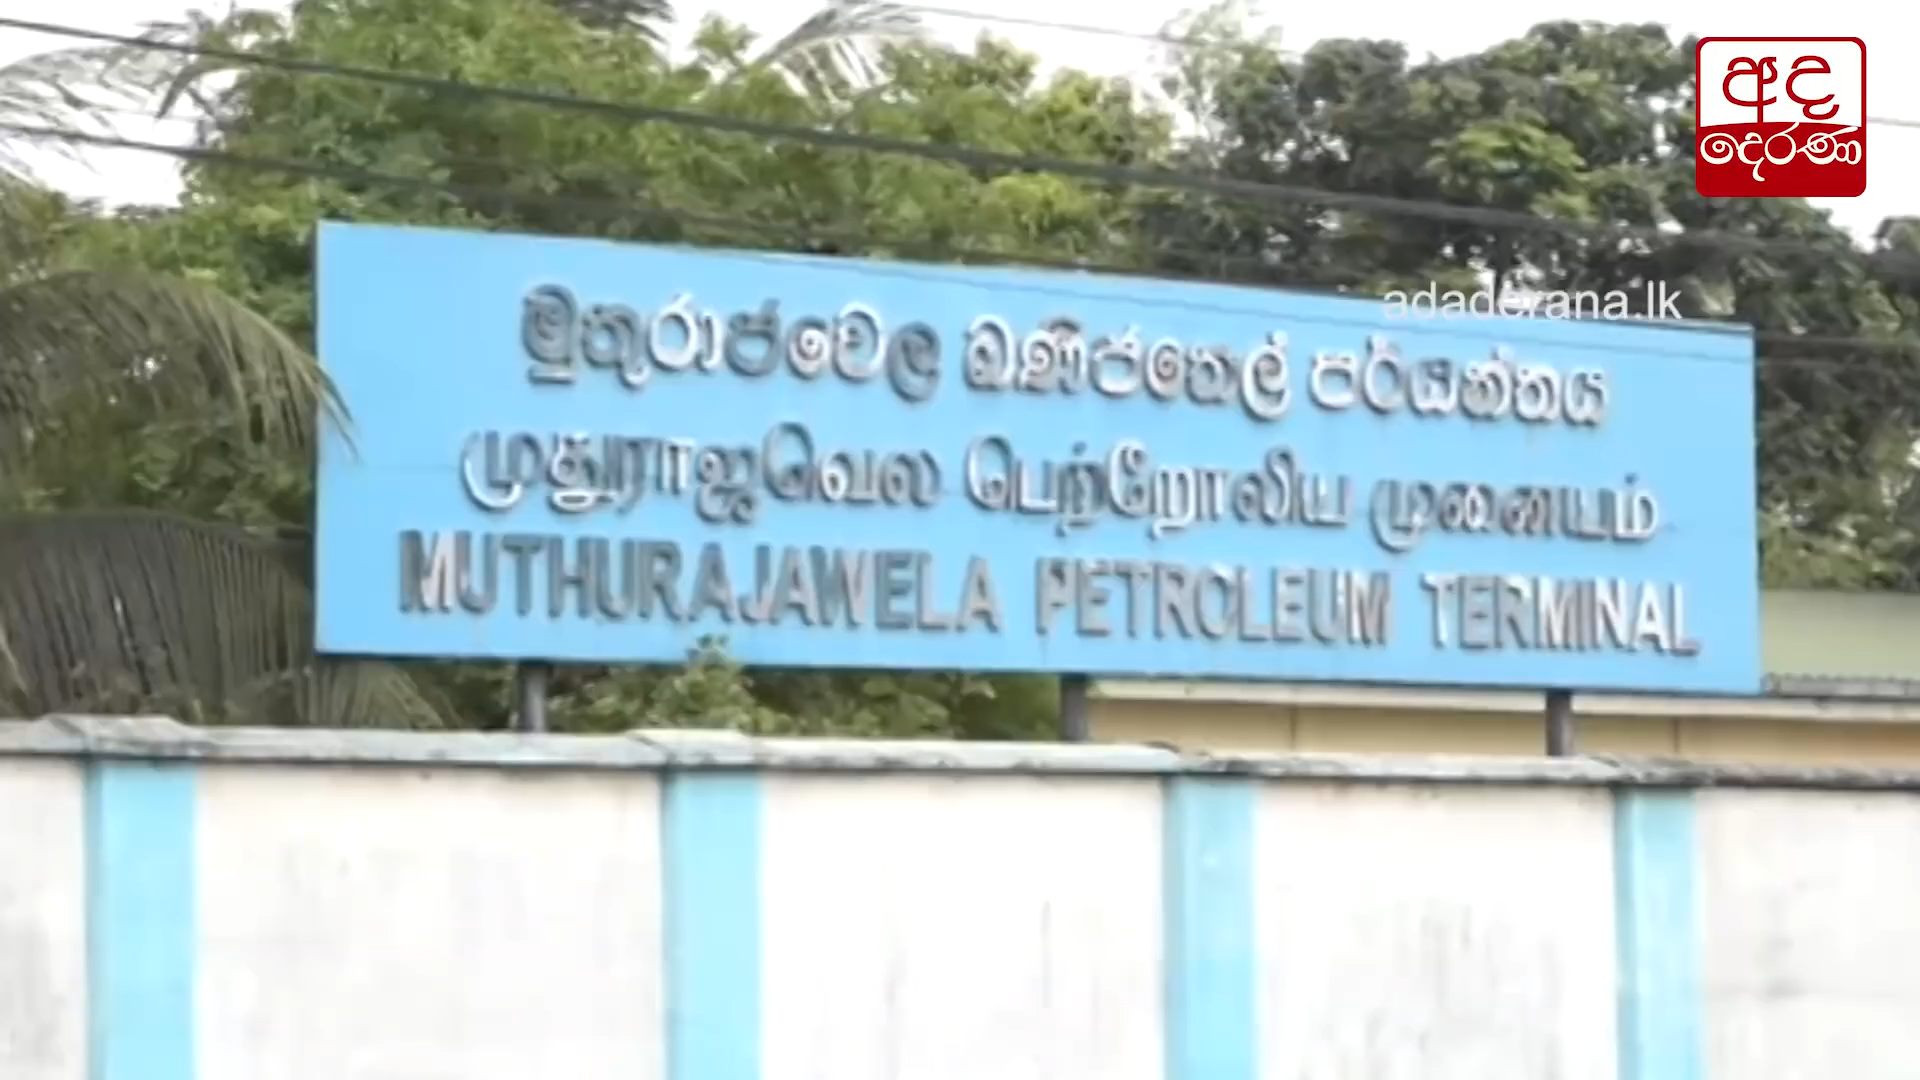 අද
දෙරණ
adaderana.lk
මුතුරාජවෙල ඛණිජතෙල් පර්යන්තය
முதுராஜவெல பெற்றோலிய முனையம்
MUTHURAJAWELA PETROLEUM TERMINAL